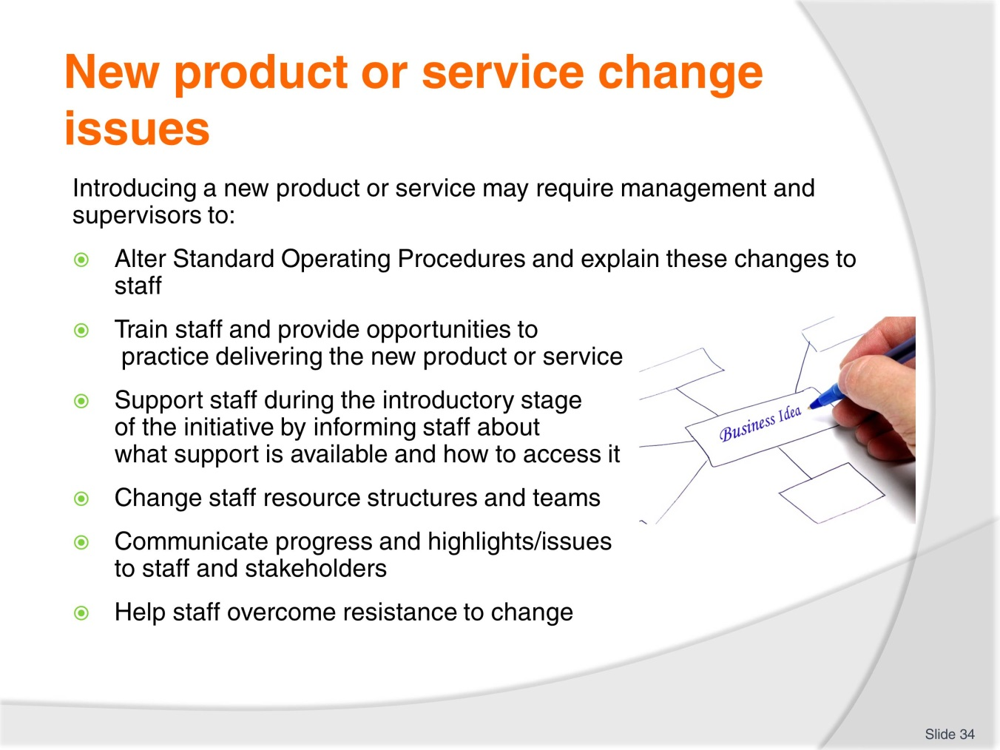 New product or service change
issues
Introducing a new product or service may require management and
supervisors to:
Alter Standard Operating Procedures and explain these changes to
staff
Train staff and provide opportunities to
practice delivering the new product or service
Support staff during the introductory stage
of the initiative by informing staff about
what support is available and how to access it
Business Idea
Change staff resource structures and teams
Communicate progress and highlights/issues
to staff and stakeholders
Help staff overcome resistance to change
Slide 34